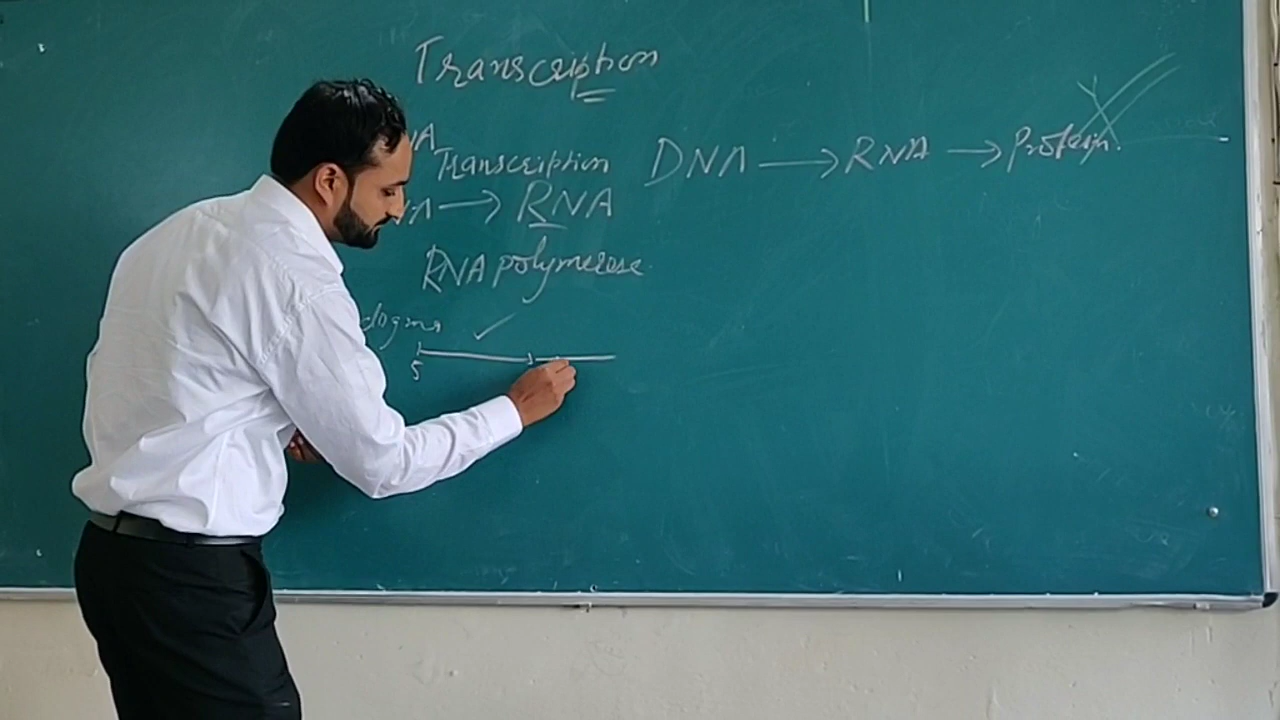 Transcription
DNA → RNA → Protein.
Transcription
→ RNA
RNA polymerase
dogma ✓
5